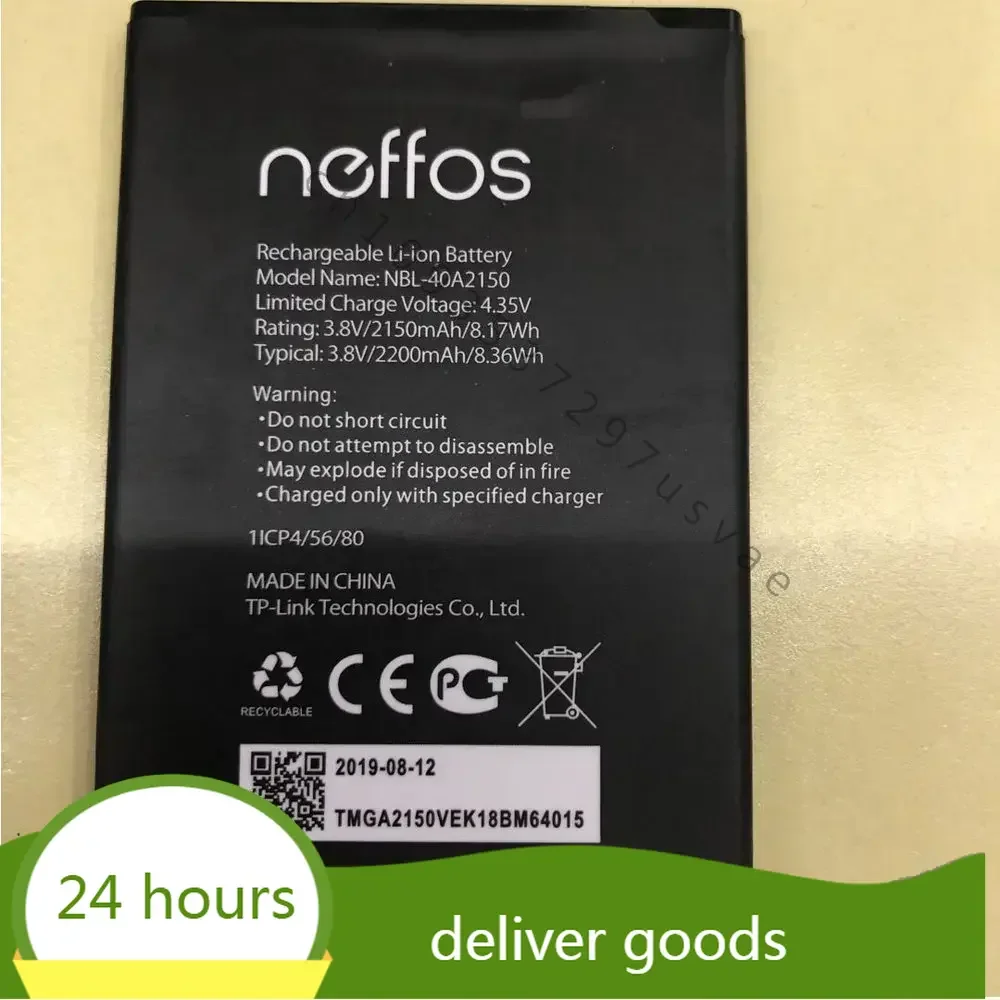 neffos
Rechargeable Li-ion Battery
Model Name: NBL-40A2150
Limited Charge Voltage: 4.35V
Rating: 3.8V/2150mAh/8.17Wh
Typical: 3.8V/2200mAh/8.36Wh
Warning:
•Do not short circuit
•Do not attempt to disassemble
•May explode if disposed of in fire
•Charged only with specified charger
1ICP4/56/80
MADE IN CHINA
TP-Link Technologies Co., Ltd.
RECYCLABLE
CE
РСТ
2019-08-12
TMGA2150VEK18BM64015
24 hours
deliver goods